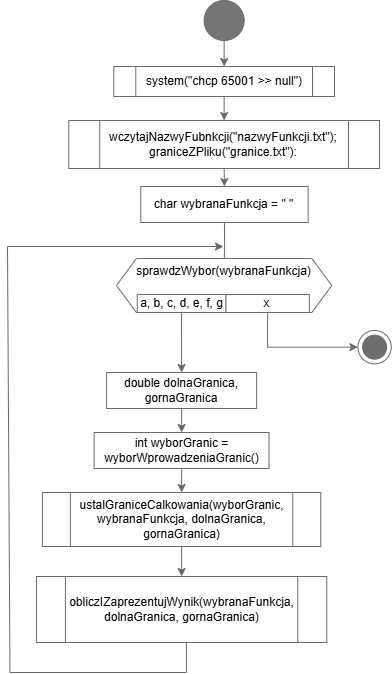 system("chcp 65001 >> null")
wczytajNazwyFubnkcji("nazwyFunkcji.txt");
graniceZPliku("granice.txt"):
char wybranaFunkcja = " "
sprawdzWybor(wybranaFunkcja)
a, b, c, d, e, f, g
x
double dolnaGranica,
gornaGranica
int wyborGranic =
wyborWprowadzeniaGranic()
ustalGraniceCalkowania(wyborGranic,
wybranaFunkcja, dolnaGranica,
gornaGranica)
obliczIZaprezentujWynik(wybranaFunkcja,
dolnaGranica, gornaGranica)